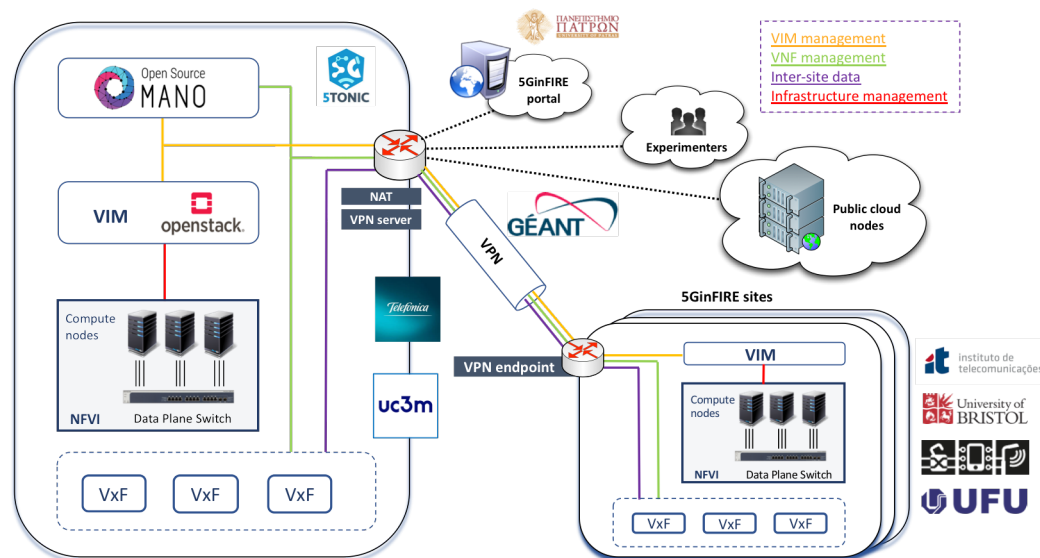 ΠΑΝΕΠΙΣΤΗΜΙΟ
ΠΑΤΡΩΝ
UNIVERSITY OF PATRAS
VIM management
VNF management
Inter-site data
Infrastructure management
Open Source
MANO
5TONIC
5GinFIRE
portal
Experimenters
Public cloud
nodes
NAT
VPN server
GÉANT
VPN
VIM
openstack.
Telefónica
uc3m
Compute
nodes
NFVI
Data Plane Switch
VxF
VxF
VxF
5GinFIRE sites
VPN endpoint
VIM
Compute
nodes
NFVI
Data Plane Switch
VxF
VxF
VxF
it
instituto de
telecomunicações
University of
BRISTOL
UFU